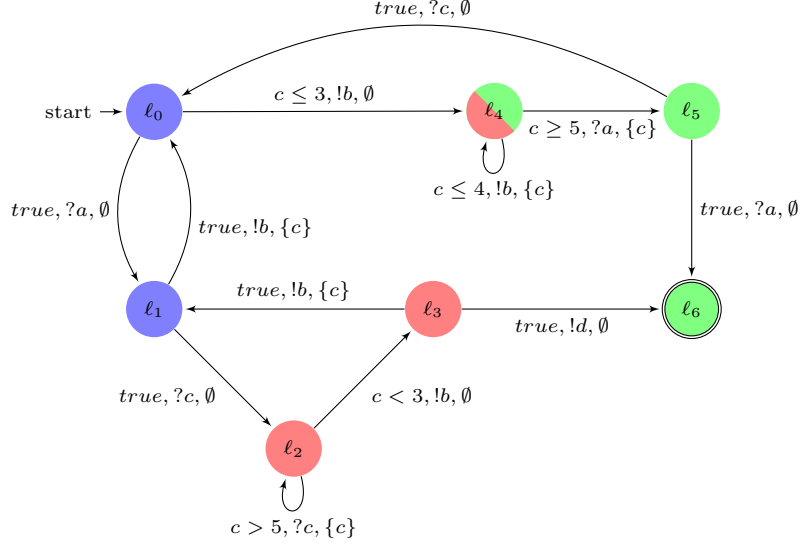 true, ?c, ∅
start
ℓ0
c ≤ 3, !b, ∅
ℓ4
c ≥ 5, ?a, {c}
ℓ5
c ≤ 4, !b, {c}
true, ?a, ∅
true, !b, {c}
true, ?a, ∅
ℓ1
true, !b, {c}
ℓ3
true, !d, ∅
ℓ6
true, ?c, ∅
c < 3, !b, ∅
ℓ2
c > 5, ?c, {c}